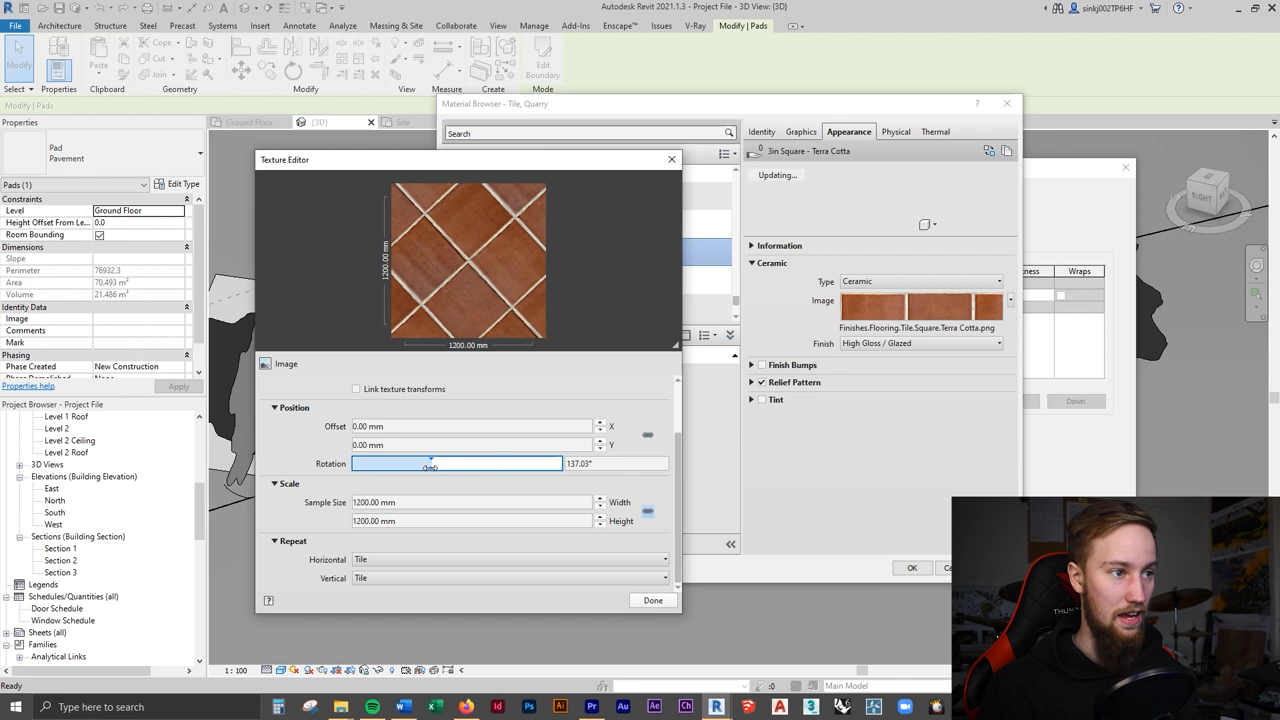 Autodesk Revit 2021.1.3 - Project File - 3D View: {3D}
sinkj002TP6HF
File Architecture Structure Steel Precast Systems Insert Annotate Analyze Massing & Site Collaborate View Manage Add-Ins Enscape™ Issues V-Ray Modify | Pads
Modify
Paste
Cope
Cut
Join
Edit
Boundary
Select Properties Clipboard Geometry Modify View Measure Create Mode
Modify | Pads
Properties
Pad
Pavement
Pads (1)
Edit Type
Constraints
Level Ground Floor
Height Offset From Le... 0.0
Room Bounding
Dimensions
Slope
Perimeter 76932.3
Area 70.493 m²
Volume 21.486 m³
Identity Data
Image
Comments
Mark
Phasing
Phase Created New Construction
Properties help
Apply
Project Browser - Project File
Level 1 Roof
Level 2
Level 2 Ceiling
Level 2 Roof
3D Views
Elevations (Building Elevation)
East
North
South
West
Sections (Building Section)
Section 1
Section 2
Section 3
Legends
Schedules/Quantities (all)
Door Schedule
Window Schedule
Sheets (all)
Families
Analytical Links
Ground Floor
{3D}
Site
Material Browser - Tile, Quarry
?
Search
Identity Graphics Appearance Physical Thermal
0
3in Square - Terra Cotta
Updating...
Information
Ceramic
Type Ceramic
Image
Finishes.Flooring.Tile.Square.Terra Cotta.png
Finish High Gloss / Glazed
Finish Bumps
Relief Pattern
Tint
OK
Wraps
Down
RIGHT
Texture Editor
1200.00 mm
1200.00 mm
Image
Link texture transforms
Position
Offset 0.00 mm X
0.00 mm Y
Rotation 137.03°
Scale
Sample Size 1200.00 mm Width
1200.00 mm Height
Repeat
Horizontal Tile
Vertical Tile
?
Done
1 : 100
Ready
:0
Main Model
Type here to search